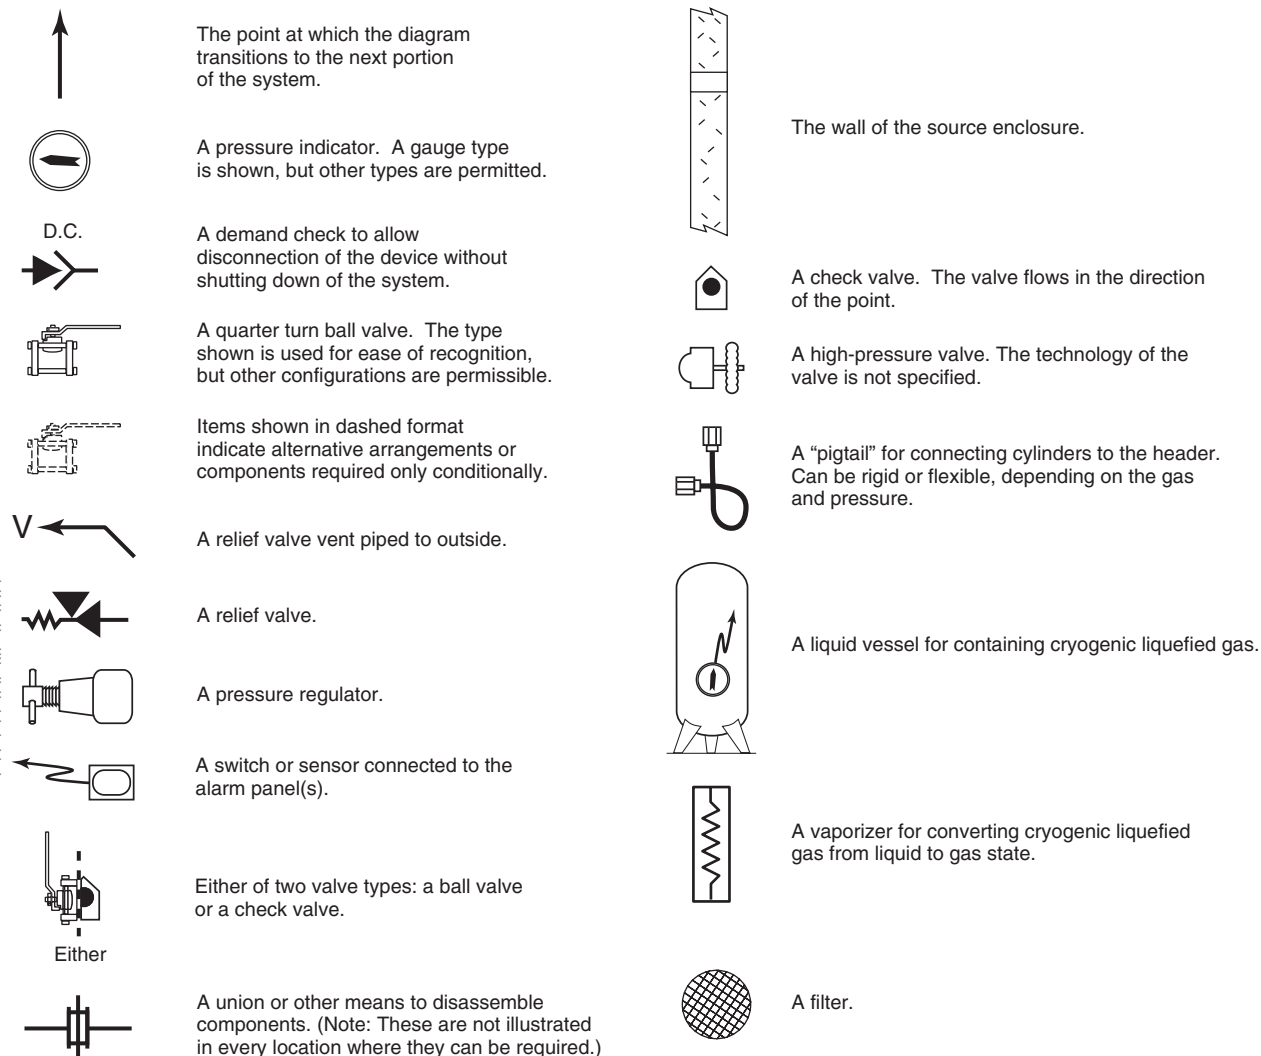 The point at which the diagram
transitions to the next portion
of the system.
A pressure indicator.  A gauge type
is shown, but other types are permitted.
D.C.
A demand check to allow
disconnection of the device without
shutting down of the system.
A quarter turn ball valve.  The type
shown is used for ease of recognition,
but other configurations are permissible.
Items shown in dashed format
indicate alternative arrangements or
components required only conditionally.
V
A relief valve vent piped to outside.
A relief valve.
A pressure regulator.
A switch or sensor connected to the
alarm panel(s).
Either of two valve types: a ball valve
or a check valve.
Either
A union or other means to disassemble
components. (Note: These are not illustrated
in every location where they can be required.)
The wall of the source enclosure.
A check valve.  The valve flows in the direction
of the point.
A high-pressure valve. The technology of the
valve is not specified.
A “pigtail” for connecting cylinders to the header.
Can be rigid or flexible, depending on the gas
and pressure.
A liquid vessel for containing cryogenic liquefied gas.
A vaporizer for converting cryogenic liquefied
gas from liquid to gas state.
A filter.